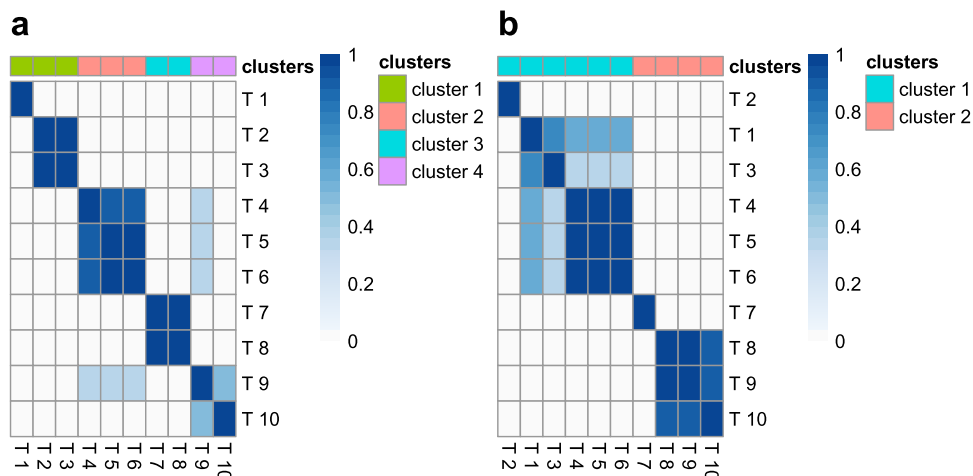 a
clusters
T 1
T 2
T 3
T 4
T 5
T 6
T 7
T 8
T 9
T 10
T 1
T 2
T 3
T 4
T 5
T 6
T 7
T 8
T 9
T 10
1
0.8
0.6
0.4
0.2
0
clusters
cluster 1
cluster 2
cluster 3
cluster 4
b
clusters
T 2
T 1
T 3
T 4
T 5
T 6
T 7
T 8
T 9
T 10
T 2
T 1
T 3
T 4
T 5
T 6
T 7
T 8
T 9
T 10
1
0.8
0.6
0.4
0.2
0
clusters
cluster 1
cluster 2